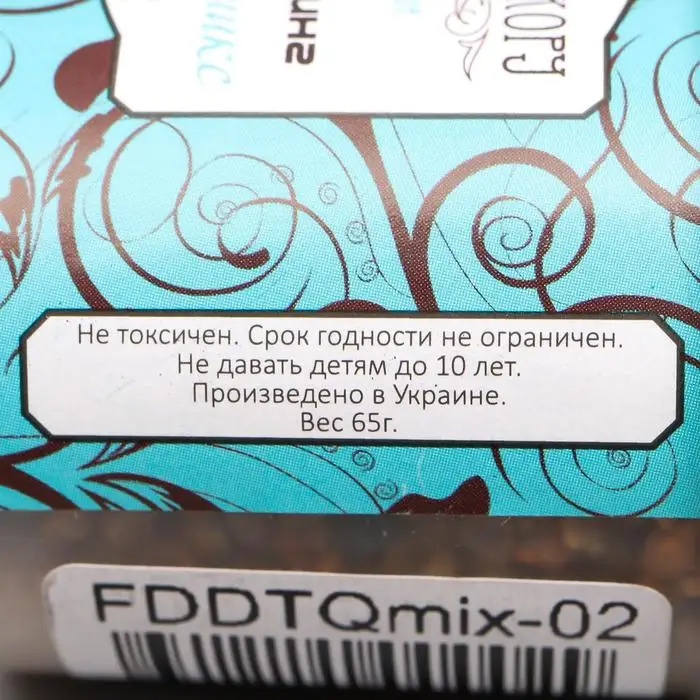 Не токсичен. Срок годности не ограничен.
Не давать детям до 10 лет.
Произведено в Украине.
Вес 65г.
FDDTQmix-02